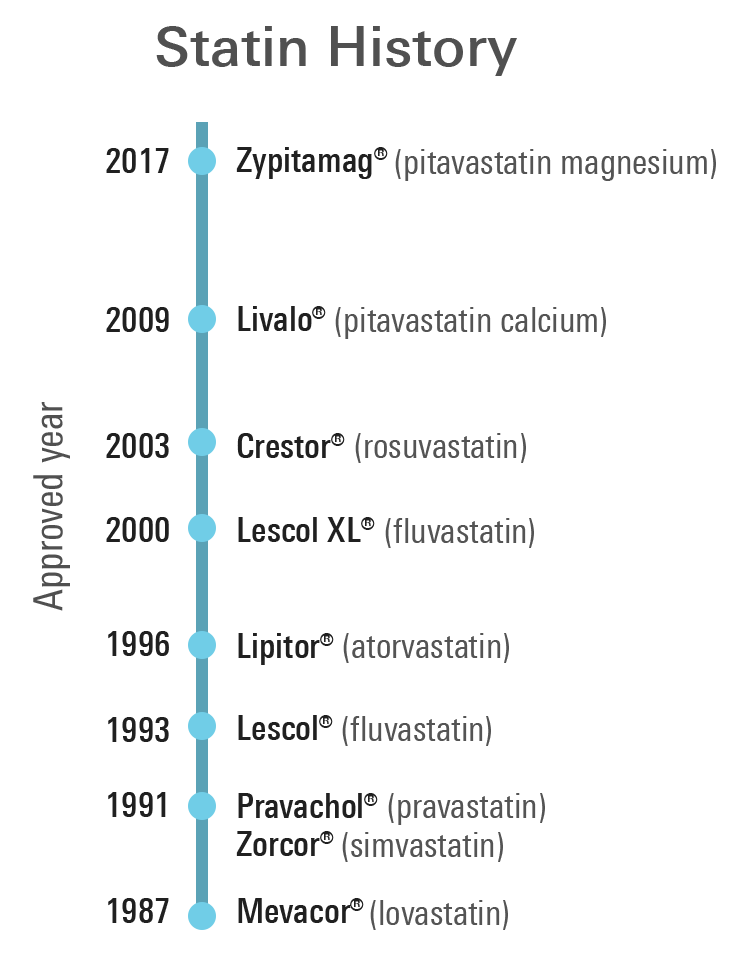 Statin History
Approved year
2017 Zypitamag® (pitavastatin magnesium)
2009 Livalo® (pitavastatin calcium)
2003 Crestor® (rosuvastatin)
2000 Lescol XL® (fluvastatin)
1996 Lipitor® (atorvastatin)
1993 Lescol® (fluvastatin)
1991 Pravachol® (pravastatin)
Zorcor® (simvastatin)
1987 Mevacor® (lovastatin)